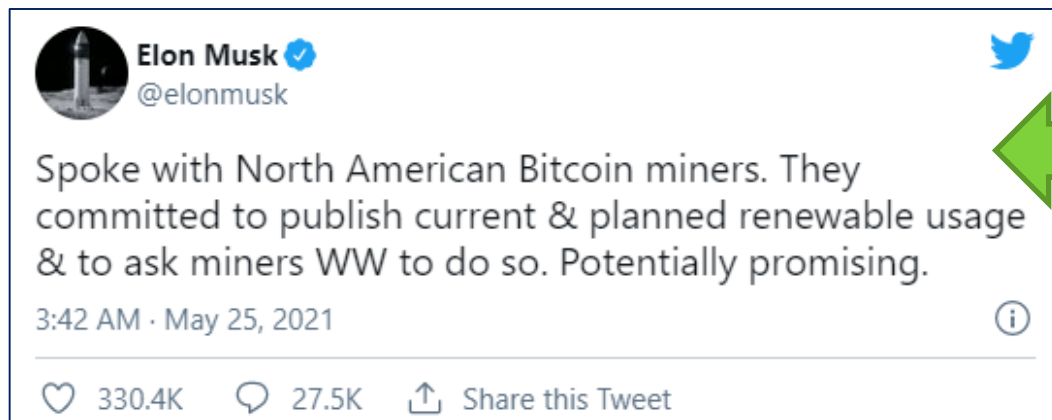 Elon Musk
@elonmusk
Spoke with North American Bitcoin miners. They
committed to publish current & planned renewable usage
& to ask miners WW to do so. Potentially promising.
3:42 AM · May 25, 2021
330.4K 27.5K Share this Tweet